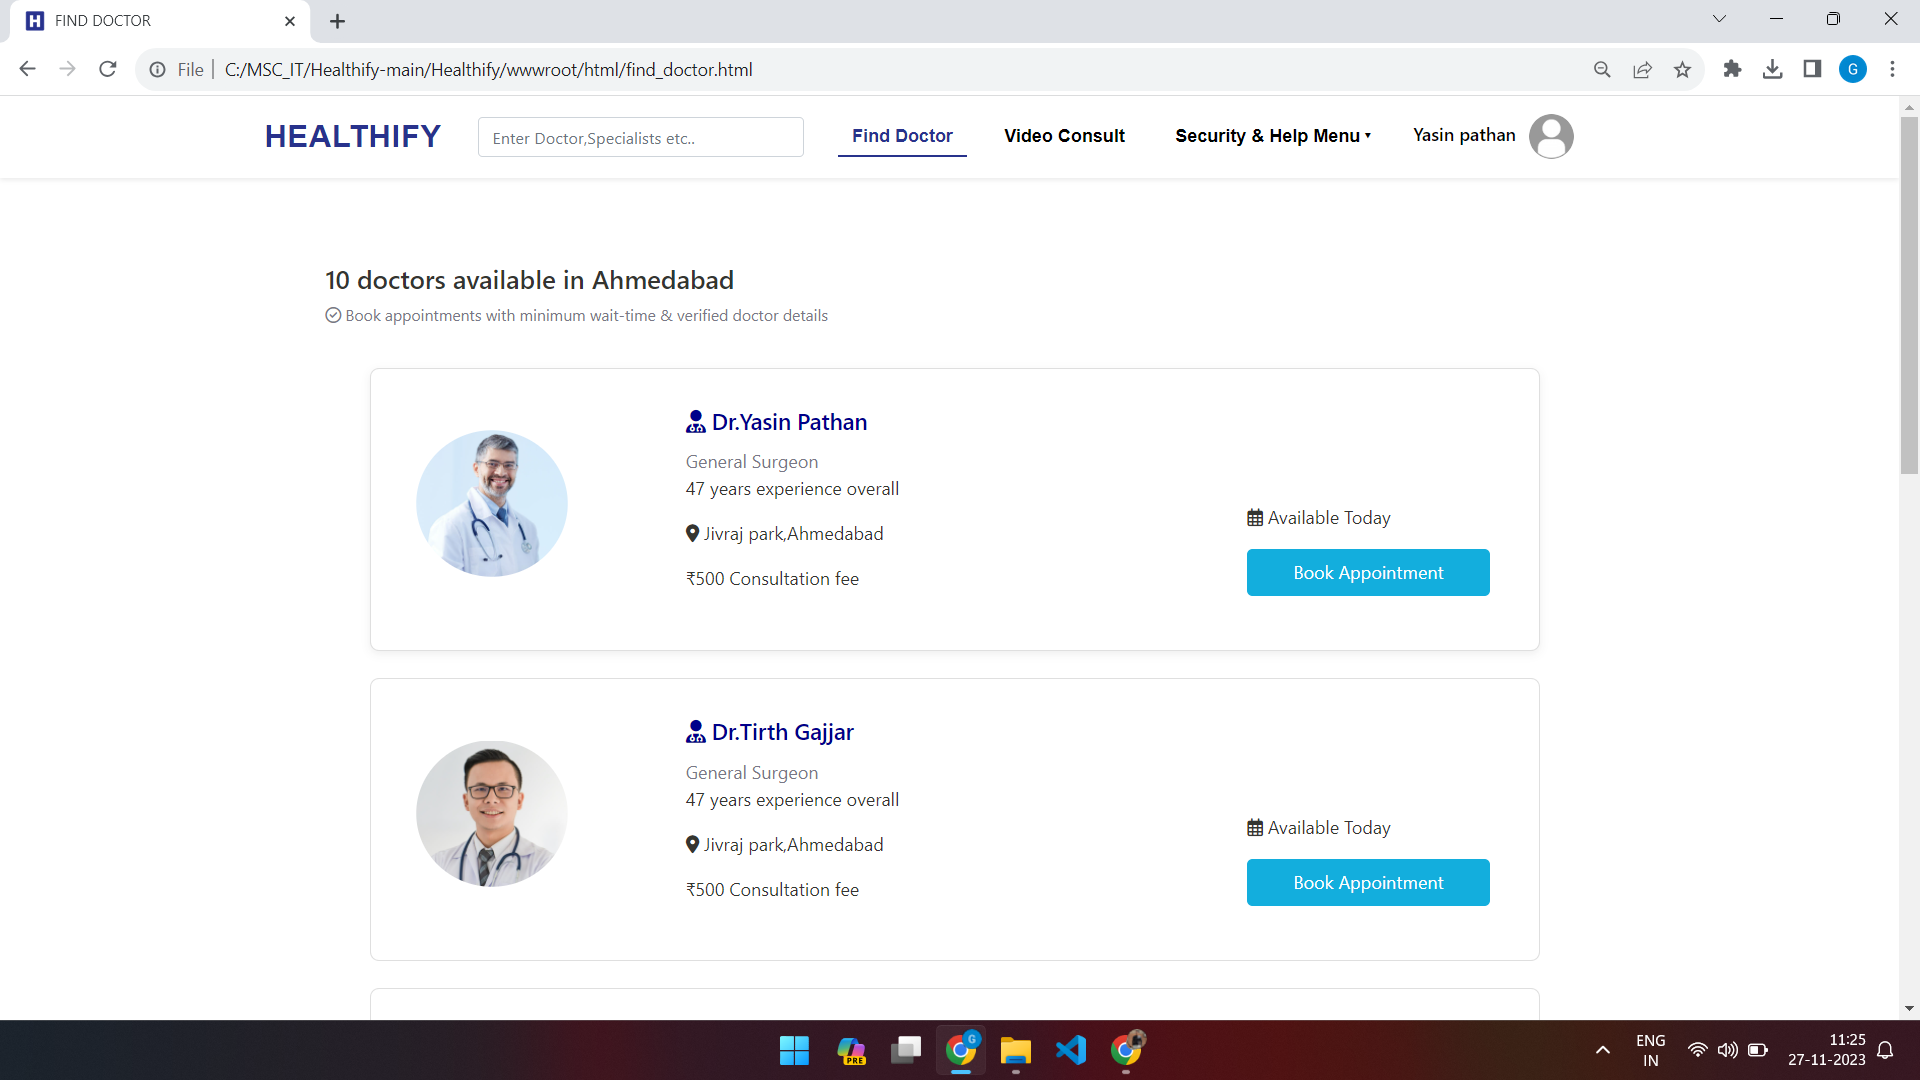 FIND DOCTOR
File
C:/MSC_IT/Healthify-main/Healthify/wwwroot/html/find_doctor.html
G
HEALTHIFY
Enter Doctor,Specialists etc..
Find Doctor
Video Consult
Security & Help Menu
Yasin pathan
10 doctors available in Ahmedabad
Book appointments with minimum wait-time & verified doctor details
Dr.Yasin Pathan
General Surgeon
47 years experience overall
Jivraj park,Ahmedabad
₹500 Consultation fee
Available Today
Book Appointment
Dr.Tirth Gajjar
General Surgeon
47 years experience overall
Jivraj park,Ahmedabad
₹500 Consultation fee
Available Today
Book Appointment
PRE
G
ENG
IN
11:25
27-11-2023